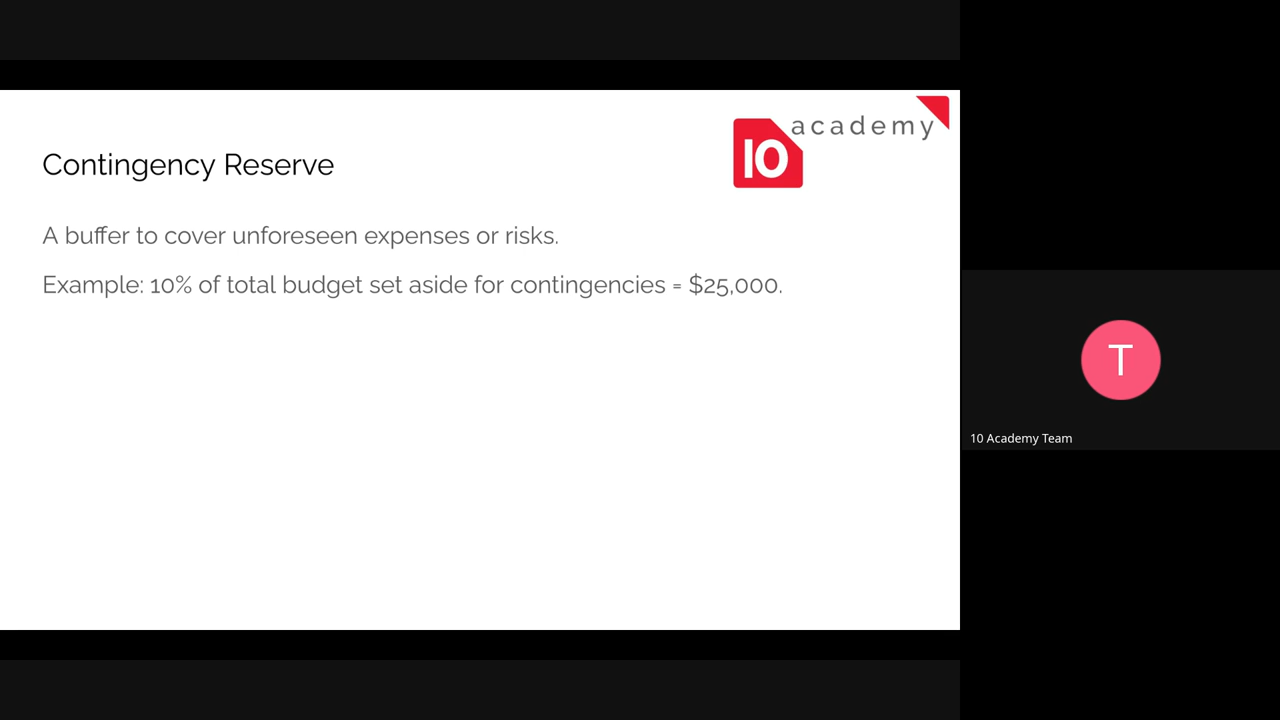 academy
10
Contingency Reserve
A buffer to cover unforeseen expenses or risks.
Example: 10% of total budget set aside for contingencies = $25,000.
T
10 Academy Team